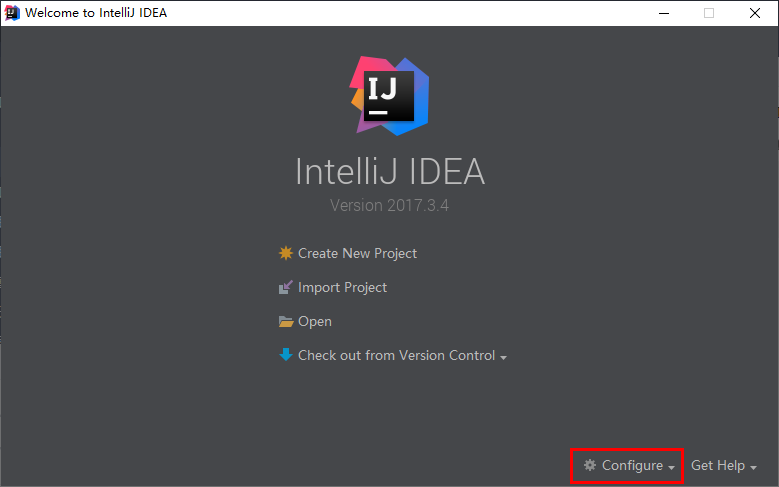 Welcome to IntelliJ IDEA
IJ
IntelliJ IDEA
Version 2017.3.4
Create New Project
Import Project
Open
Check out from Version Control
Configure Get Help